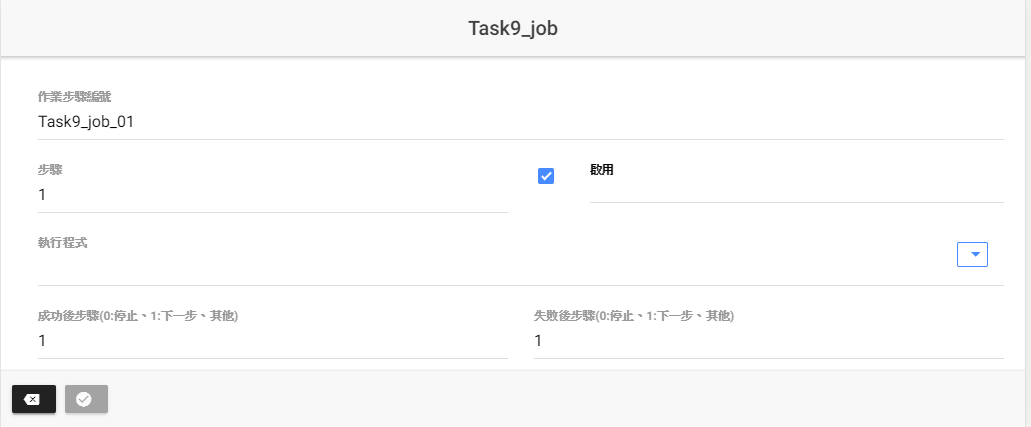 Task9_job
作業步驟編號
Task9_job_01
步驟
1
啟用
執行程式
成功後步驟(0:停止、1:下一步、其他)
1
失敗後步驟(0:停止、1:下一步、其他)
1